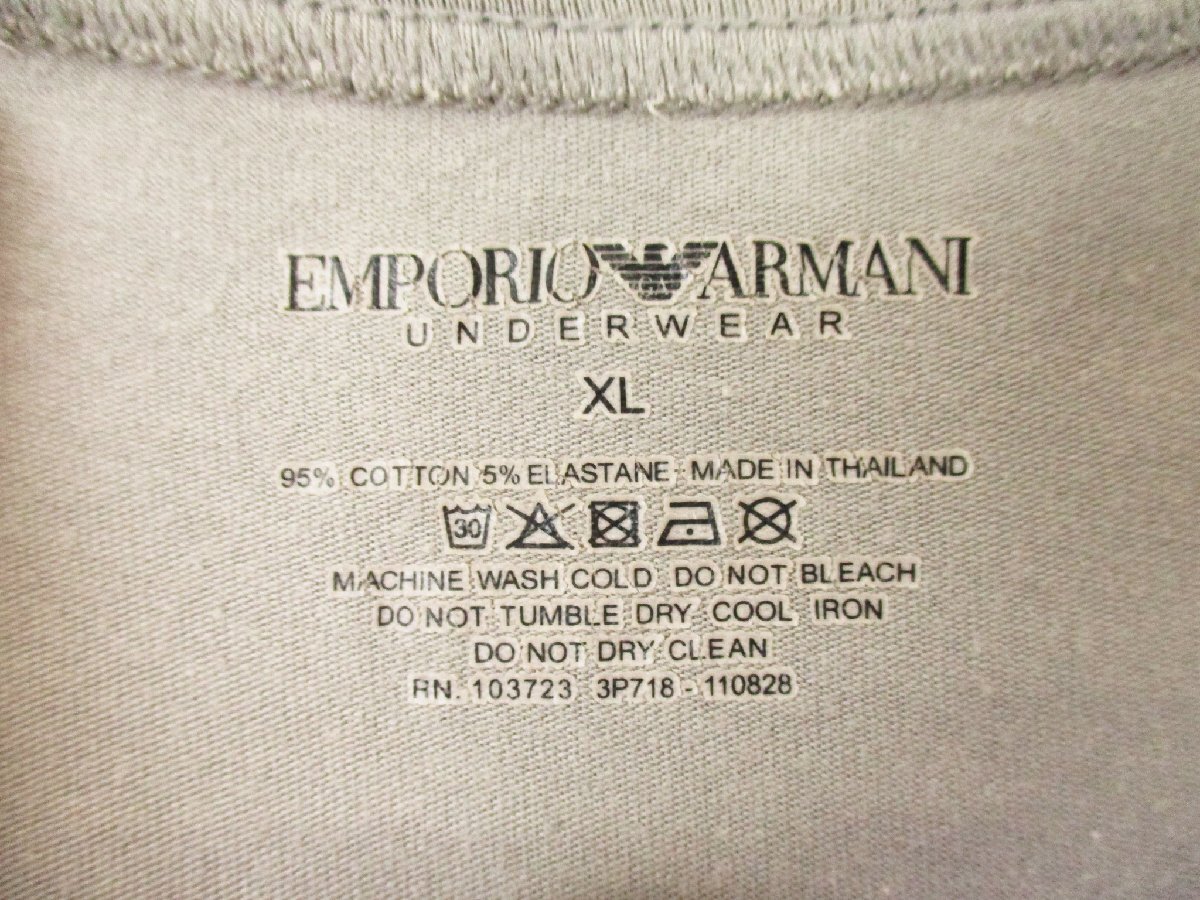 EMPORIO ARMANI
UNDERWEAR
XL
95% COTTON 5% ELASTANE MADE IN THAILAND
30
MACHINE WASH COLD DO NOT BLEACH
DO NOT TUMBLE DRY COOL IRON
DO NOT DRY CLEAN
RN. 103723 3P718 - 110828